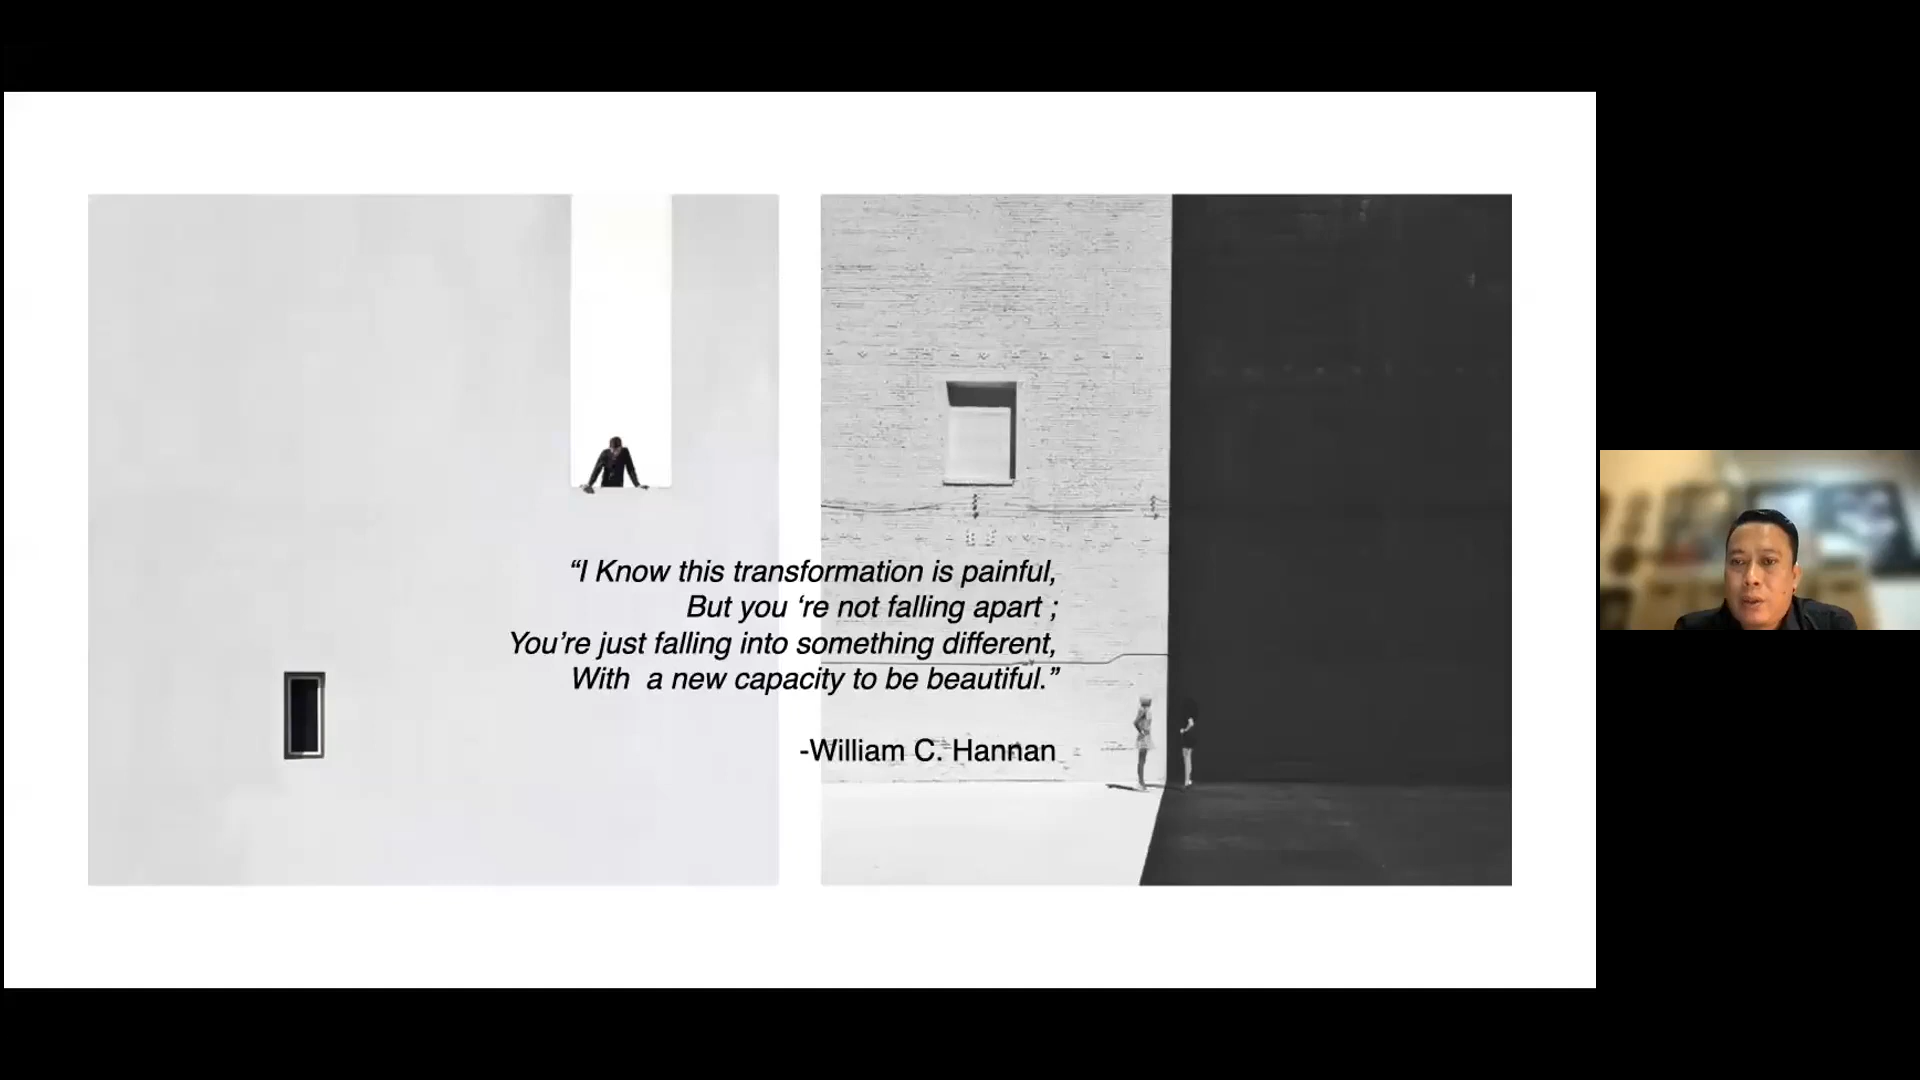 “I Know this transformation is painful,
But you ‘re not falling apart ;
You’re just falling into something different,
With  a new capacity to be beautiful.”
-William C. Hannan